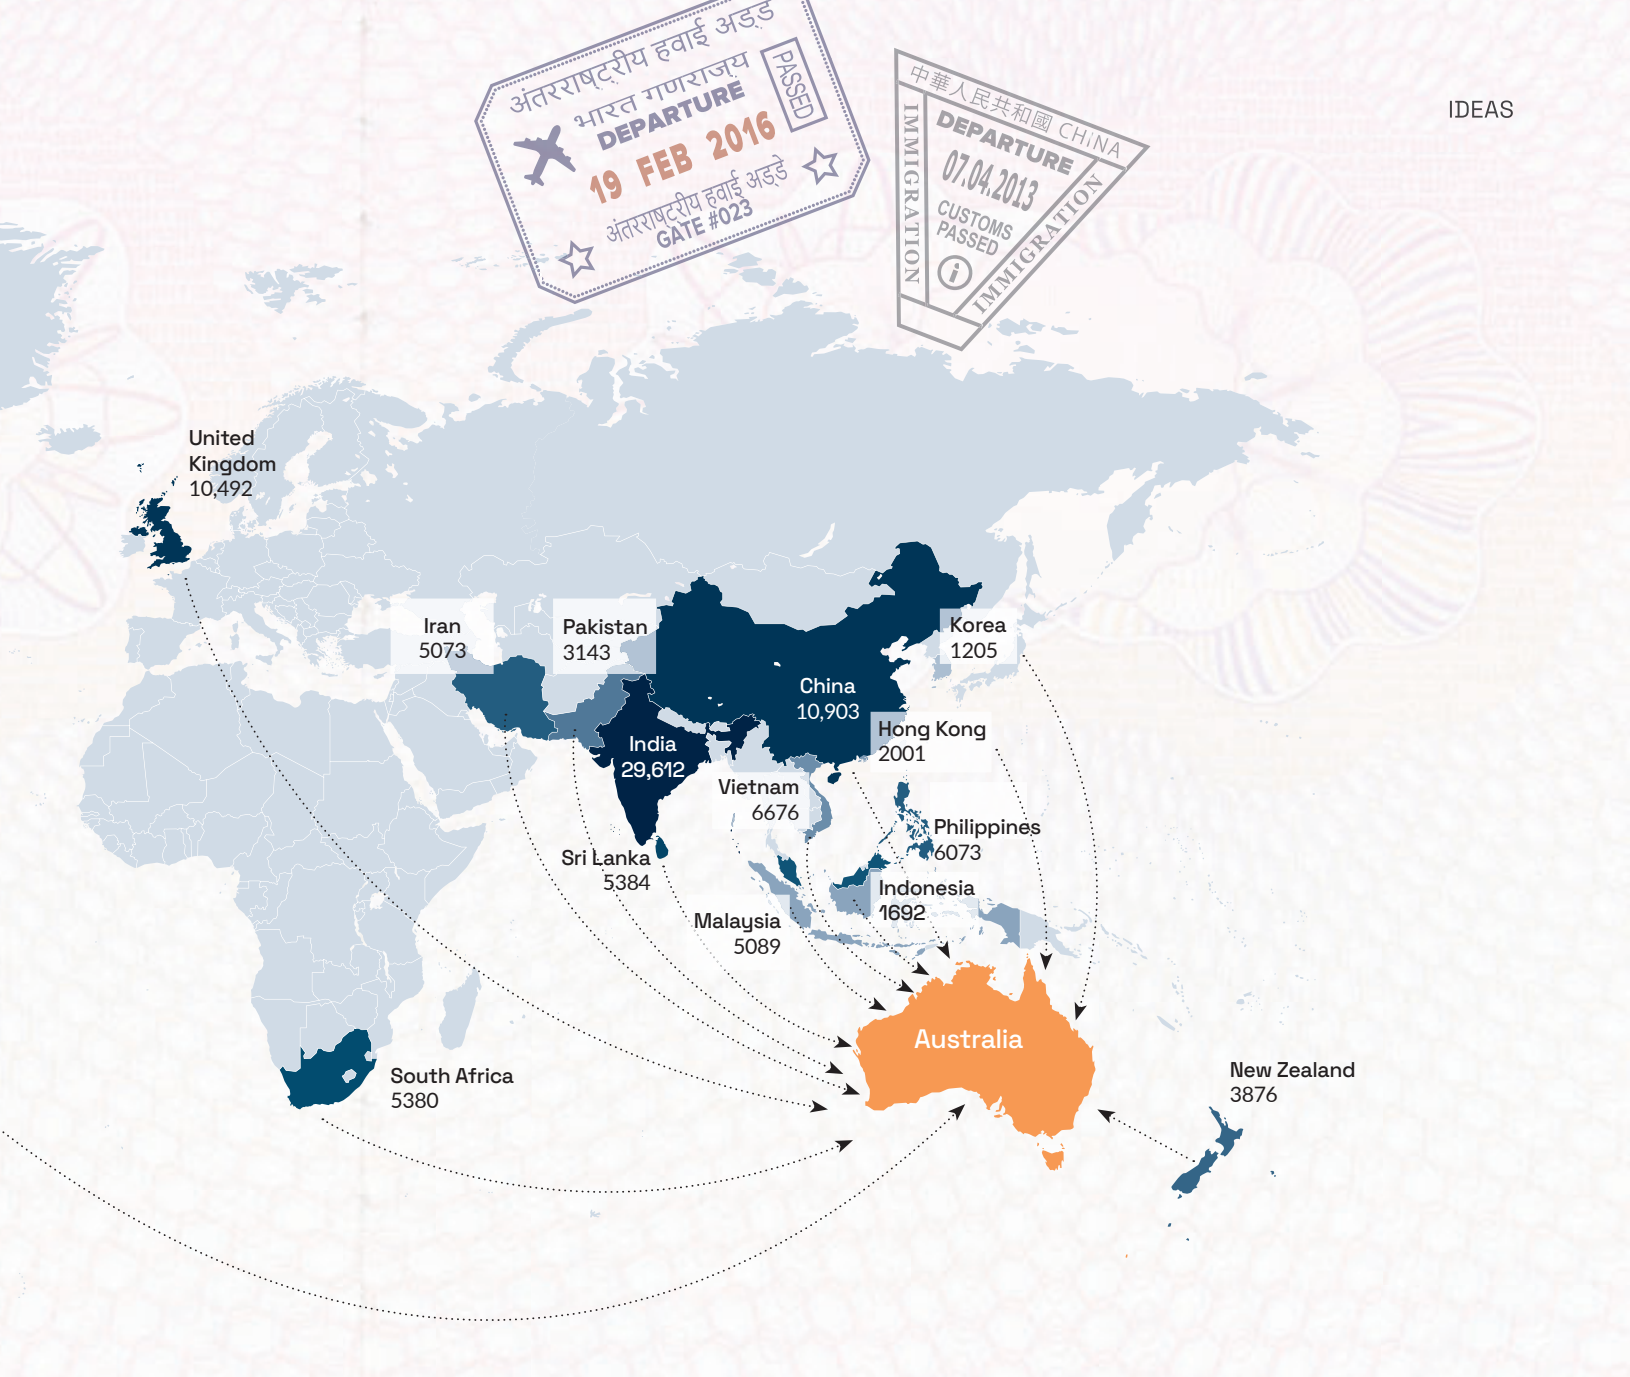 अंतरराष्ट्रीय हवाई अड्डे
भारत गणराज्य
DEPARTURE
PASSED
19 FEB 2016
अंतरराष्ट्रीय हवाई अड्डे
GATE #023
中華人民共和國 CHiNA
IMMIGRATION
DEPARTURE
07.04.2013
CUSTOMS
PASSED
i
IMMIGRATION
IDEAS
United
Kingdom
10,492
Iran
5073
Pakistan
3143
Korea
1205
China
10,903
Hong Kong
2001
India
29,612
Vietnam
6676
Philippines
6073
Sri Lanka
5384
Indonesia
1692
Malaysia
5089
Australia
South Africa
5380
New Zealand
3876